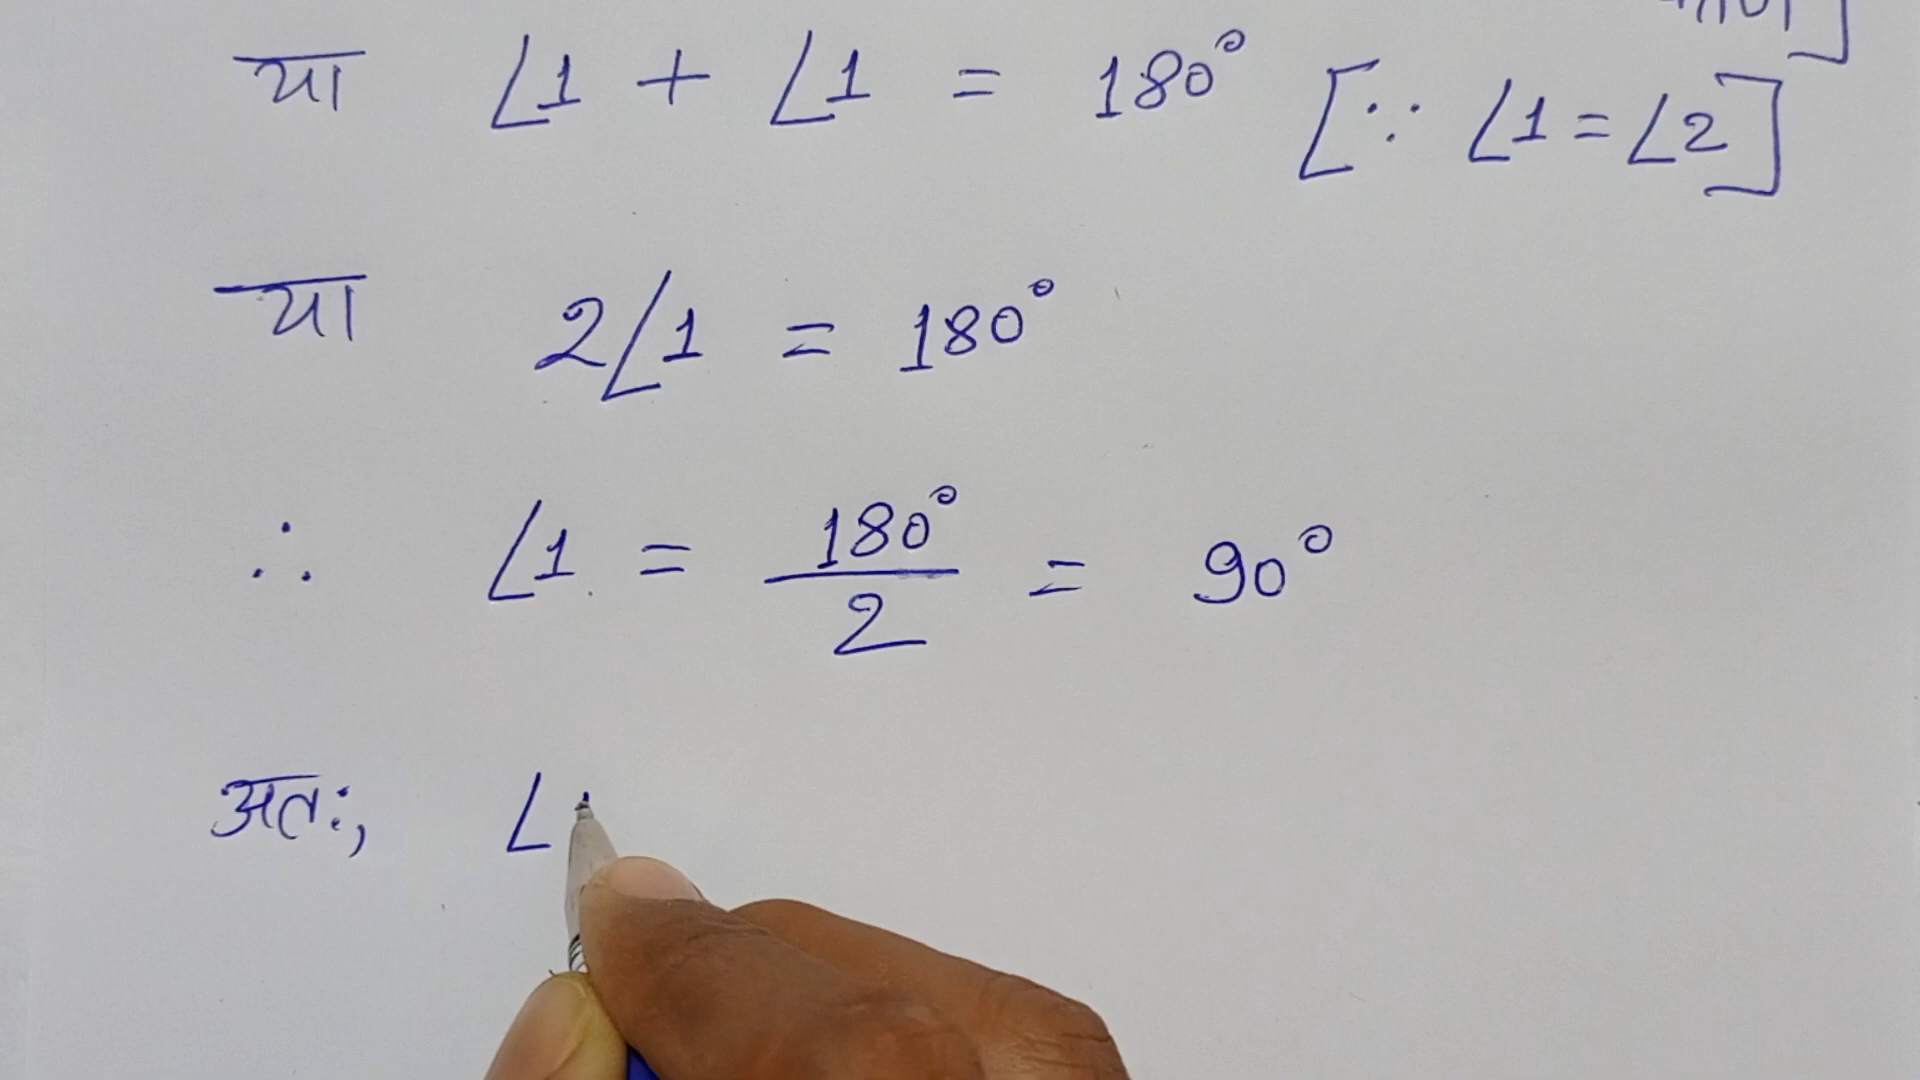 या ∠1 + ∠1 = 180° [∵ ∠1 = ∠2]
या 2∠1 = 180°
∴ ∠1 = 180°/2 = 90°
अतः, ∠